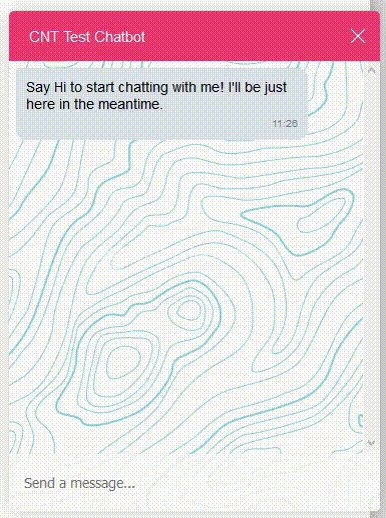 CNT Test Chatbot
Say Hi to start chatting with me! I'll be just
here in the meantime.
11:26
Send a message...